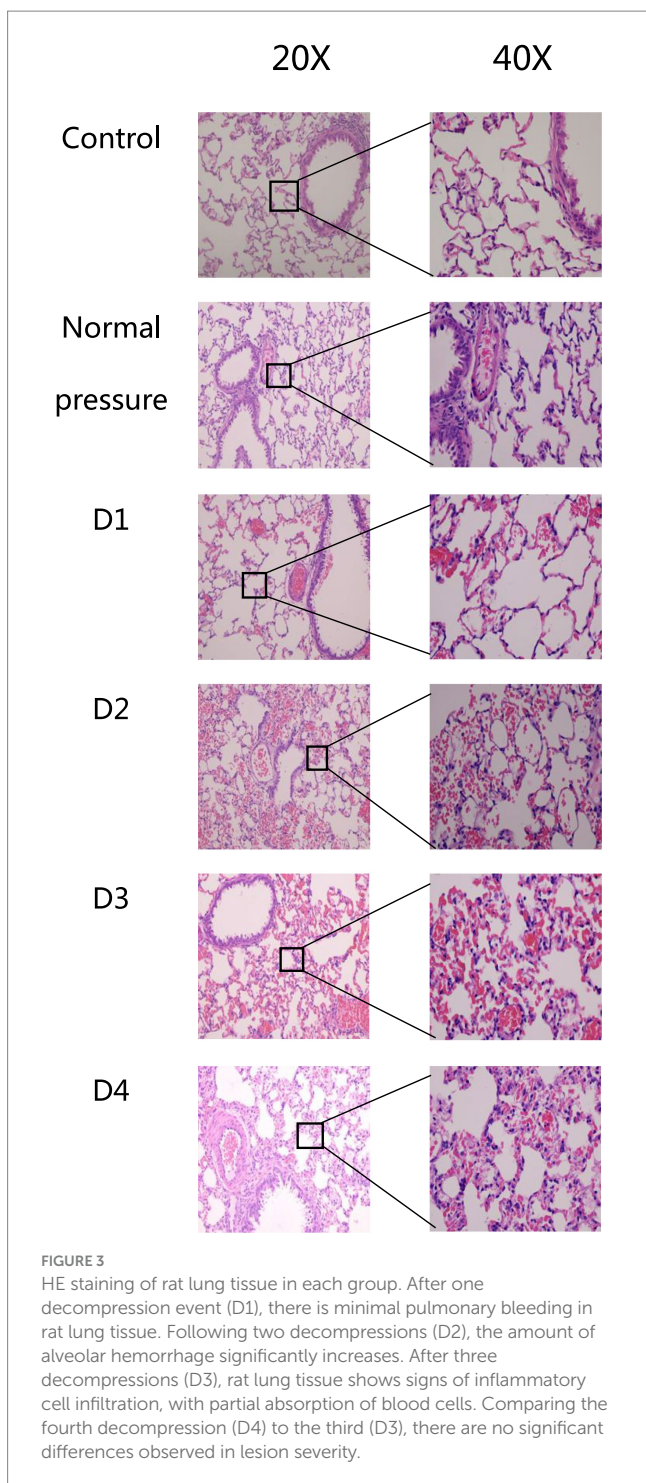 20X 40X
Control
Normal
pressure
D1
D2
D3
D4
FIGURE 3
HE staining of rat lung tissue in each group. After one
decompression event (D1), there is minimal pulmonary bleeding in
rat lung tissue. Following two decompressions (D2), the amount of
alveolar hemorrhage significantly increases. After three
decompressions (D3), rat lung tissue shows signs of inflammatory
cell infiltration, with partial absorption of blood cells. Comparing the
fourth decompression (D4) to the third (D3), there are no significant
differences observed in lesion severity.